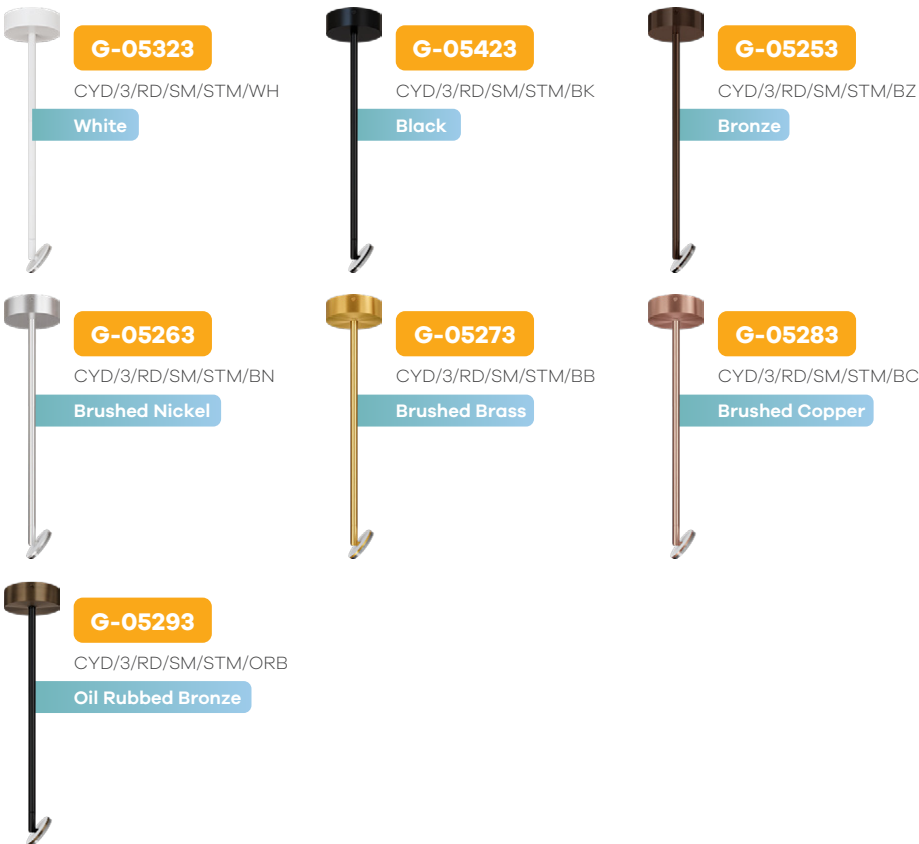 G-05323
CYD/3/RD/SM/STM/WH
White
G-05423
CYD/3/RD/SM/STM/BK
Black
G-05253
CYD/3/RD/SM/STM/BZ
Bronze
G-05263
CYD/3/RD/SM/STM/BN
Brushed Nickel
G-05273
CYD/3/RD/SM/STM/BB
Brushed Brass
G-05283
CYD/3/RD/SM/STM/BC
Brushed Copper
G-05293
CYD/3/RD/SM/STM/ORB
Oil Rubbed Bronze